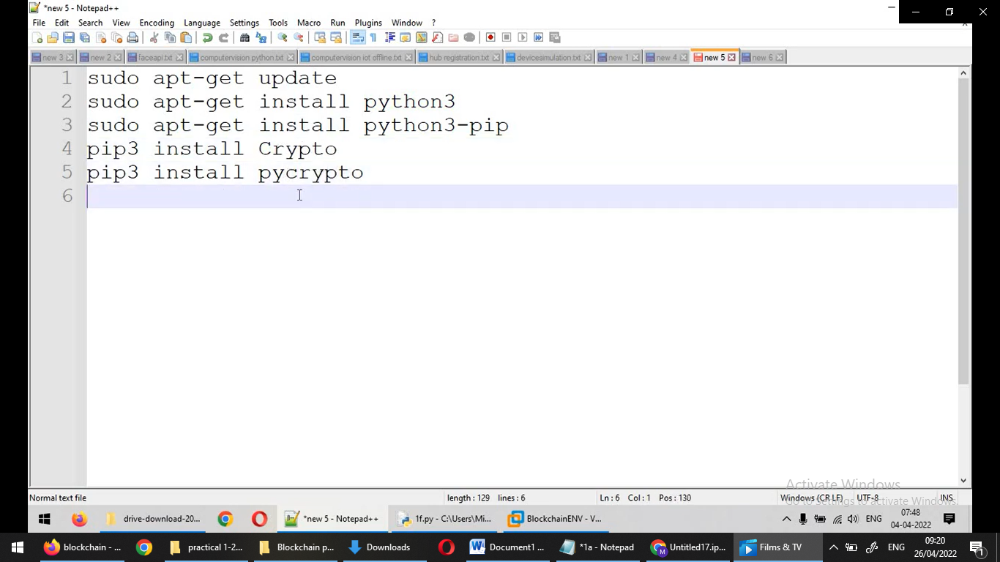 *new 5 - Notepad++
File Edit Search View Encoding Language Settings Tools Macro Run Plugins Window ?
new 3 new 2 faceapi.txt computervision python.txt computervision iot offline.txt hub registration.txt devicesimulation.txt new 1 new 4 new 5 new 6
1 sudo apt-get update
2 sudo apt-get install python3
3 sudo apt-get install python3-pip
4 pip3 install Crypto
5 pip3 install pycrypto
6
Activate Windows
Go to Settings to activate Windows.
Normal text file length : 129 lines : 6 Ln : 6 Col : 1 Pos : 130 Windows (CR LF) UTF-8 INS
drive-download-20... *new 5 - Notepad++ 1f.py - C:\Users\Mi... BlockchainENV - V... ENG 07:48
04-04-2022
blockchain - ... practical 1-2... Blockchain p... Downloads Document1 ... *1a - Notepad Untitled17.ip... Films & TV ENG 09:20
26/04/2022 1